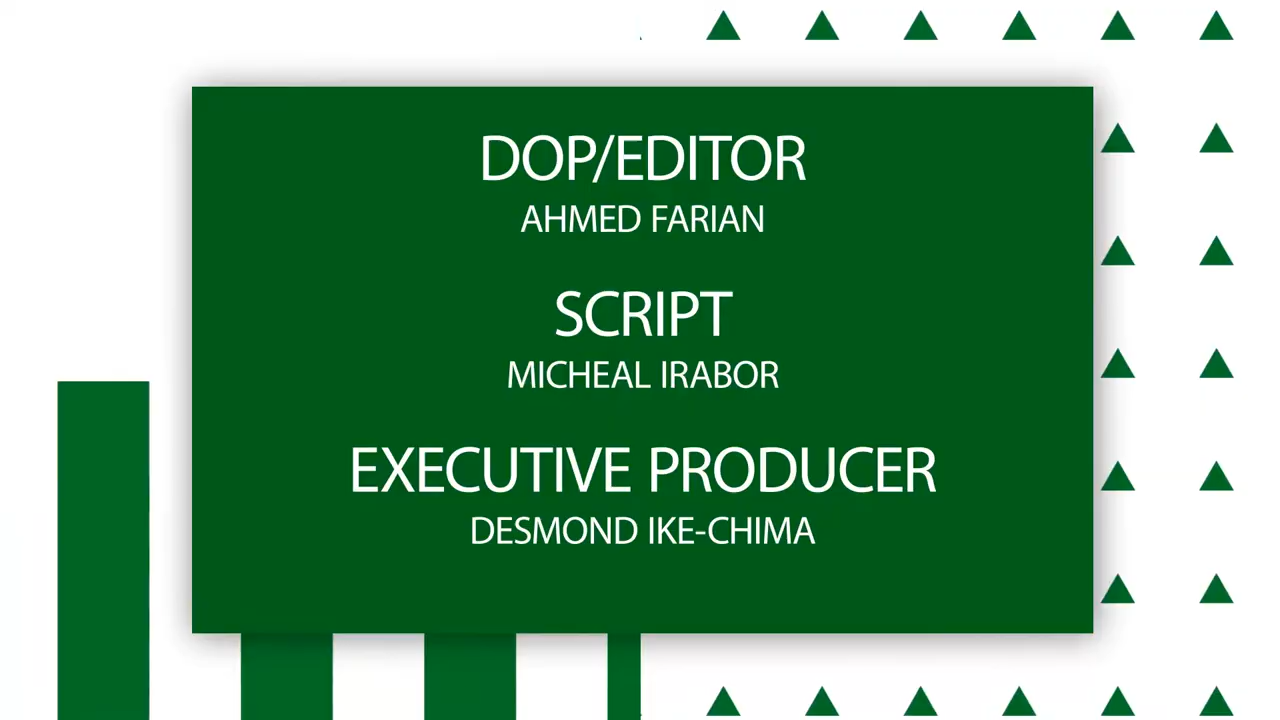 DOP/EDITOR
AHMED FARIAN
SCRIPT
MICHEAL IRABOR
EXECUTIVE PRODUCER
DESMOND IKE-CHIMA